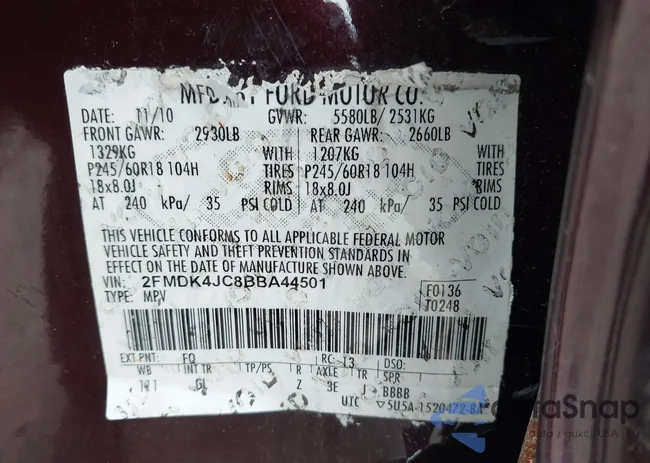 MFD. BY FORD MOTOR CO.
DATE: 11/10 GVWR: 5580LB/ 2531KG
FRONT GAWR: 2930LB REAR GAWR: 2660LB
1329KG WITH 1207KG WITH
P245/60R18 104H TIRES P245/60R18 104H TIRES
18x8.0J RIMS 18x8.0J RIMS
AT 240 kPa/ 35 PSI COLD AT 240 kPa/ 35 PSI COLD
THIS VEHICLE CONFORMS TO ALL APPLICABLE FEDERAL MOTOR
VEHICLE SAFETY AND THEFT PREVENTION STANDARDS IN
EFFECT ON THE DATE OF MANUFACTURE SHOWN ABOVE.
VIN: 2FMDK4JC8BBA44501
TYPE: MPV
F0136
T0248
EXT PNT: FQ RC: 13 DSO:
WB INT TR TP/PS R AXLE TR SPR
111 Z 3E J BBBB
UTC 5U5A-1520472-BA